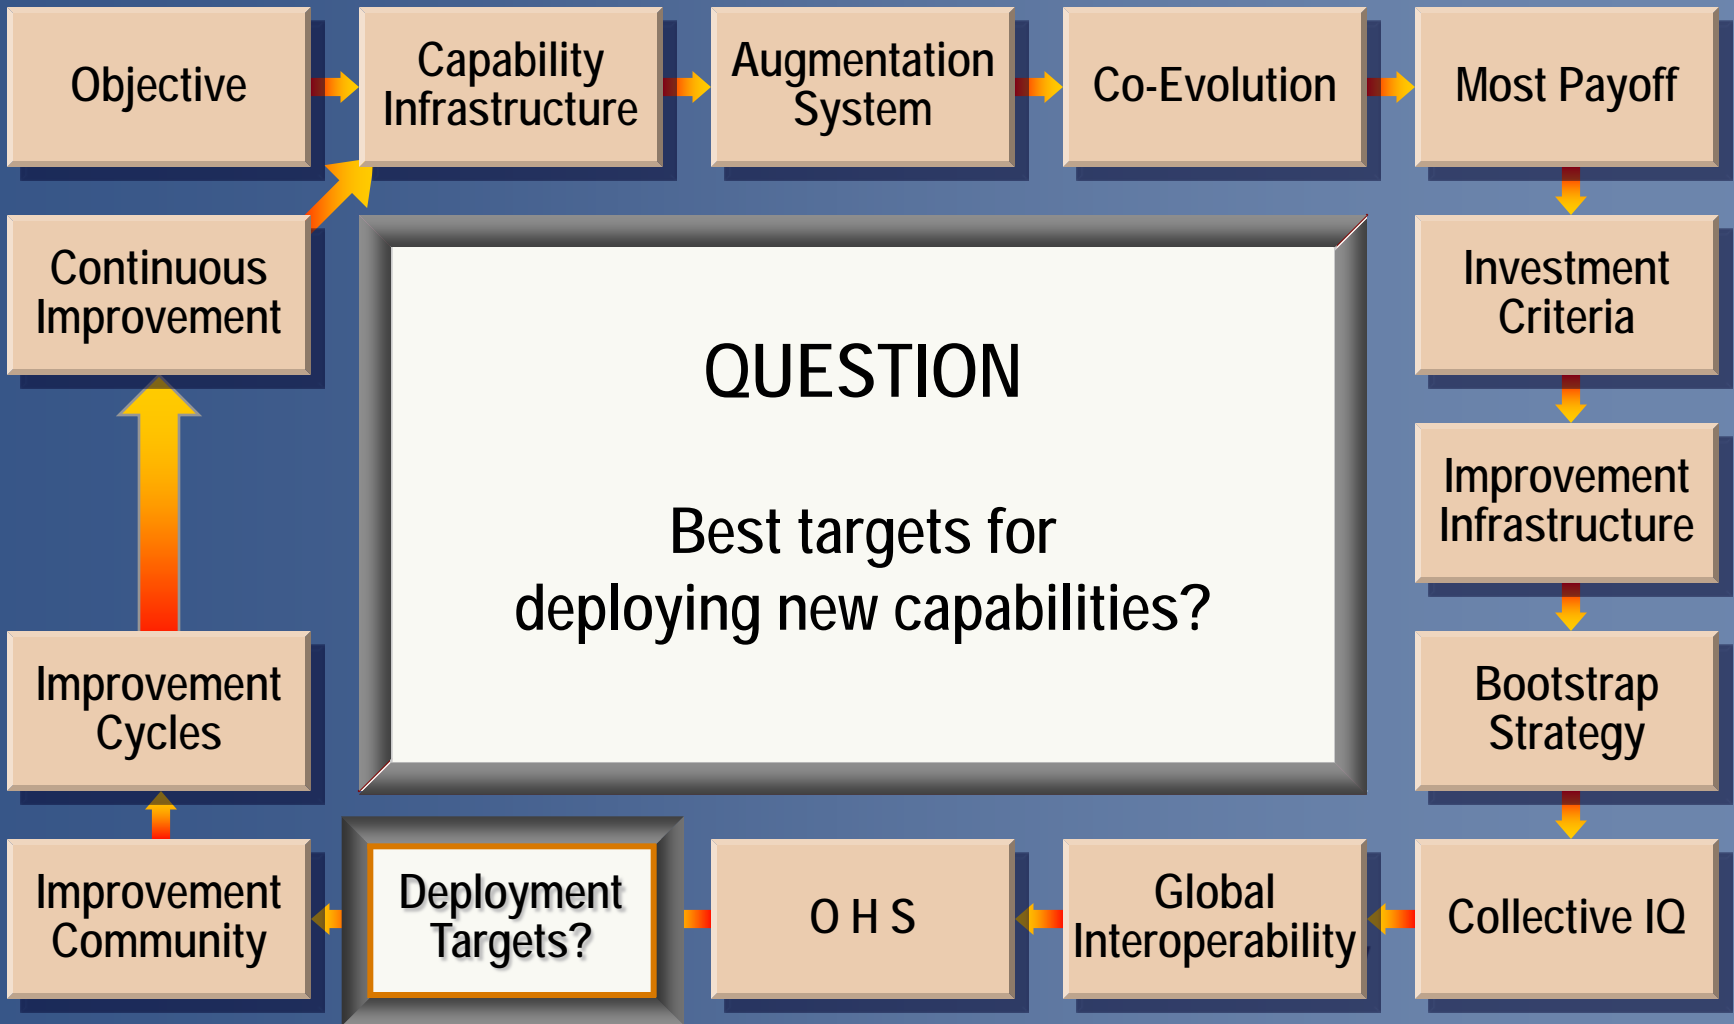 Objective
Capability
Infrastructure
Augmentation
System
Co-Evolution
Most Payoff
Continuous
Improvement
QUESTION
Best targets for
deploying new capabilities?
Investment
Criteria
Improvement
Infrastructure
Improvement
Cycles
Bootstrap
Strategy
Improvement
Community
Deployment
Targets?
O H S
Global
Interoperability
Collective IQ